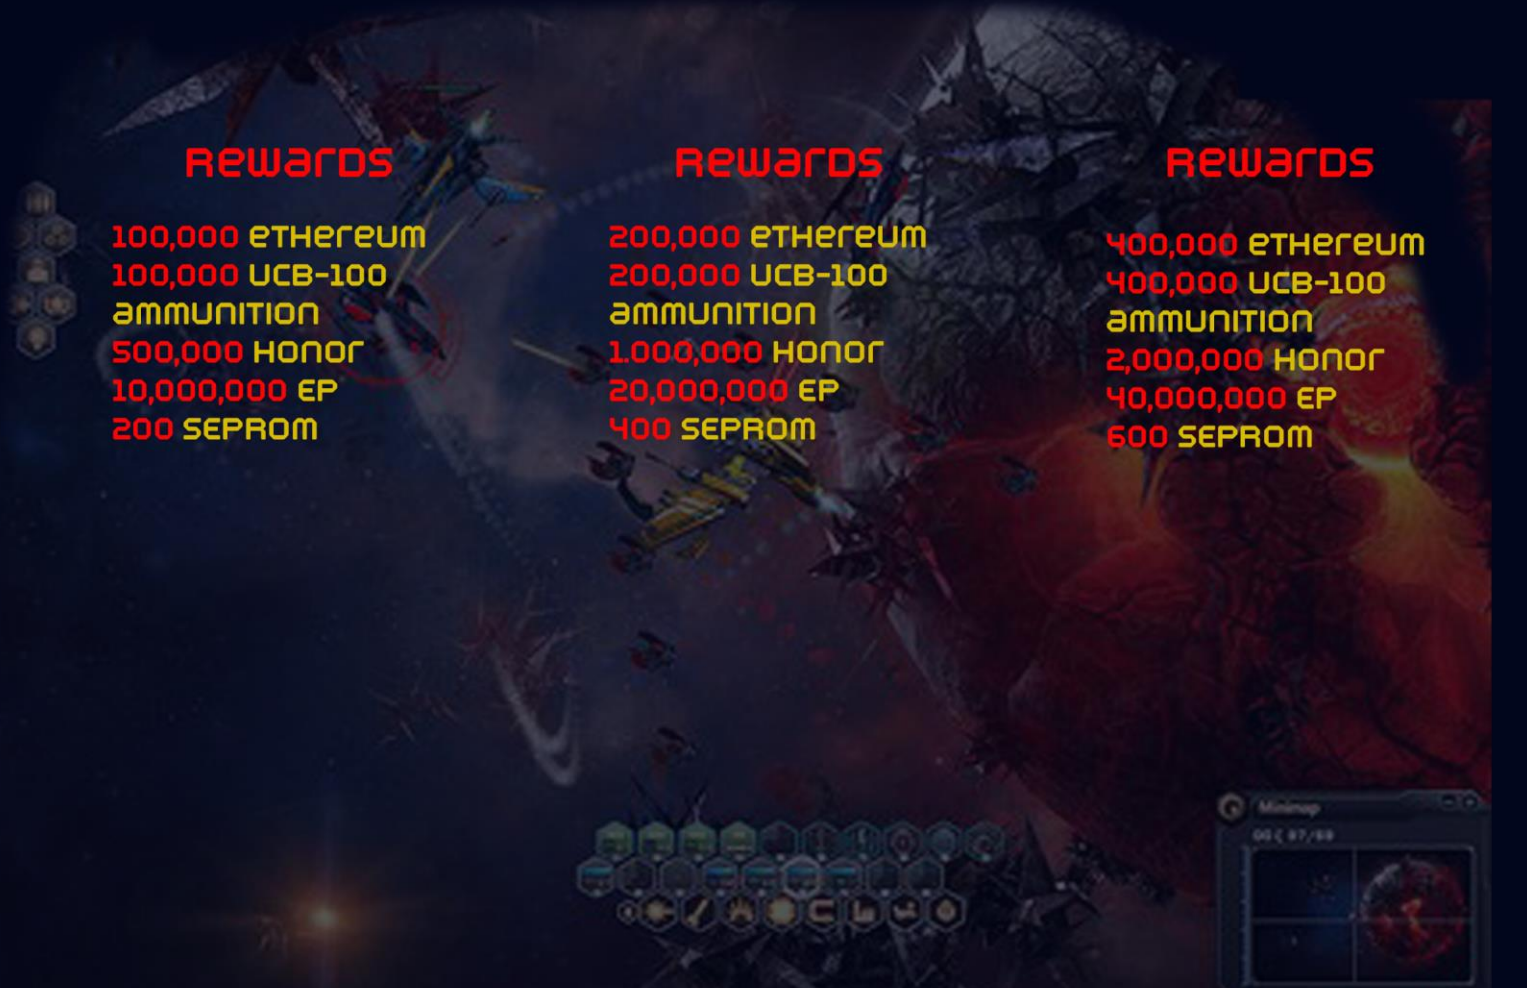 Rewards
100,000 Ethereum
100,000 UCB-100
ammunition
500,000 Honor
10,000,000 EP
200 SEPROM
Rewards
200,000 Ethereum
200,000 UCB-100
ammunition
1.000,000 Honor
20,000,000 EP
400 SEPROM
Rewards
400,000 Ethereum
400,000 UCB-100
ammunition
2,000,000 Honor
40,000,000 EP
600 SEPROM
Minimap